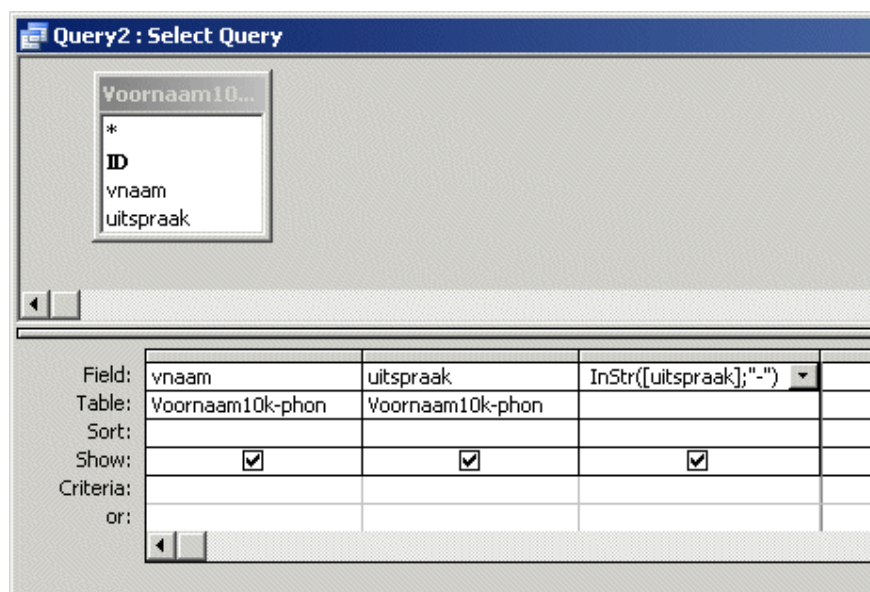 Query2 : Select Query
Voornaam10...
*
ID
vnaam
uitspraak
Field: vnaam uitspraak InStr([uitspraak];"-")
Table: Voornaam10k-phon Voornaam10k-phon
Sort:
Show:
Criteria:
or: